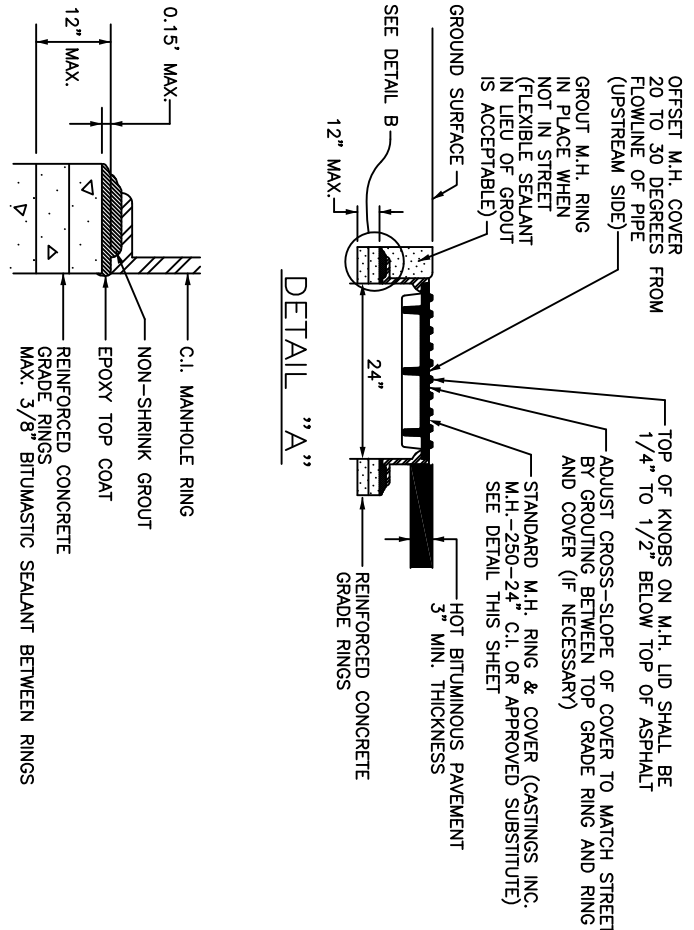 OFFSET M.H. COVER
20 TO 30 DEGREES FROM
FLOWLINE OF PIPE
(UPSTREAM SIDE)
GROUT M.H. RING
IN PLACE WHEN
NOT IN STREET
(FLEXIBLE SEALANT
IN LIEU OF GROUT
IS ACCEPTABLE)
GROUND SURFACE
SEE DETAIL B
12" MAX.
24"
TOP OF KNOBS ON M.H. LID SHALL BE
1/4" TO 1/2" BELOW TOP OF ASPHALT
ADJUST CROSS-SLOPE OF COVER TO MATCH STREET
BY GROUTING BETWEEN TOP GRADE RING AND RING
AND COVER (IF NECESSARY)
STANDARD M.H. RING & COVER (CASTINGS INC.
M.H.-250-24" C.I. OR APPROVED SUBSTITUTE)
SEE DETAIL THIS SHEET
HOT BITUMINOUS PAVEMENT
3" MIN. THICKNESS
REINFORCED CONCRETE
GRADE RINGS
DETAIL "A"
0.15' MAX.
12" MAX.
C.I. MANHOLE RING
NON-SHRINK GROUT
EPOXY TOP COAT
REINFORCED CONCRETE
GRADE RINGS
MAX. 3/8" BITUMASTIC SEALANT BETWEEN RINGS